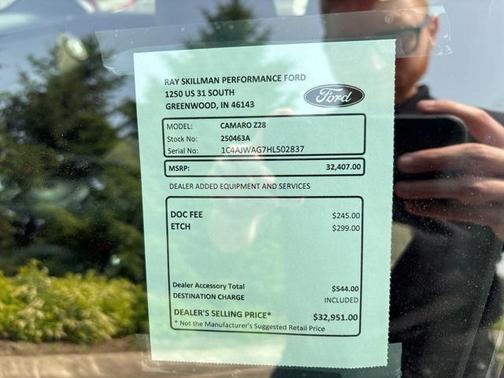 RAY SKILLMAN PERFORMANCE FORD
1250 US 31 SOUTH
GREENWOOD, IN 46143
Ford
MODEL: CAMARO Z28
Stock No: 250463A
Serial No: 1C4AJWAG7HL502837
MSRP: 32,407.00
DEALER ADDED EQUIPMENT AND SERVICES
DOC FEE $245.00
ETCH $299.00
Dealer Accessory Total $544.00
DESTINATION CHARGE INCLUDED
DEALER'S SELLING PRICE* $32,951.00
* Not the Manufacturer's Suggested Retail Price